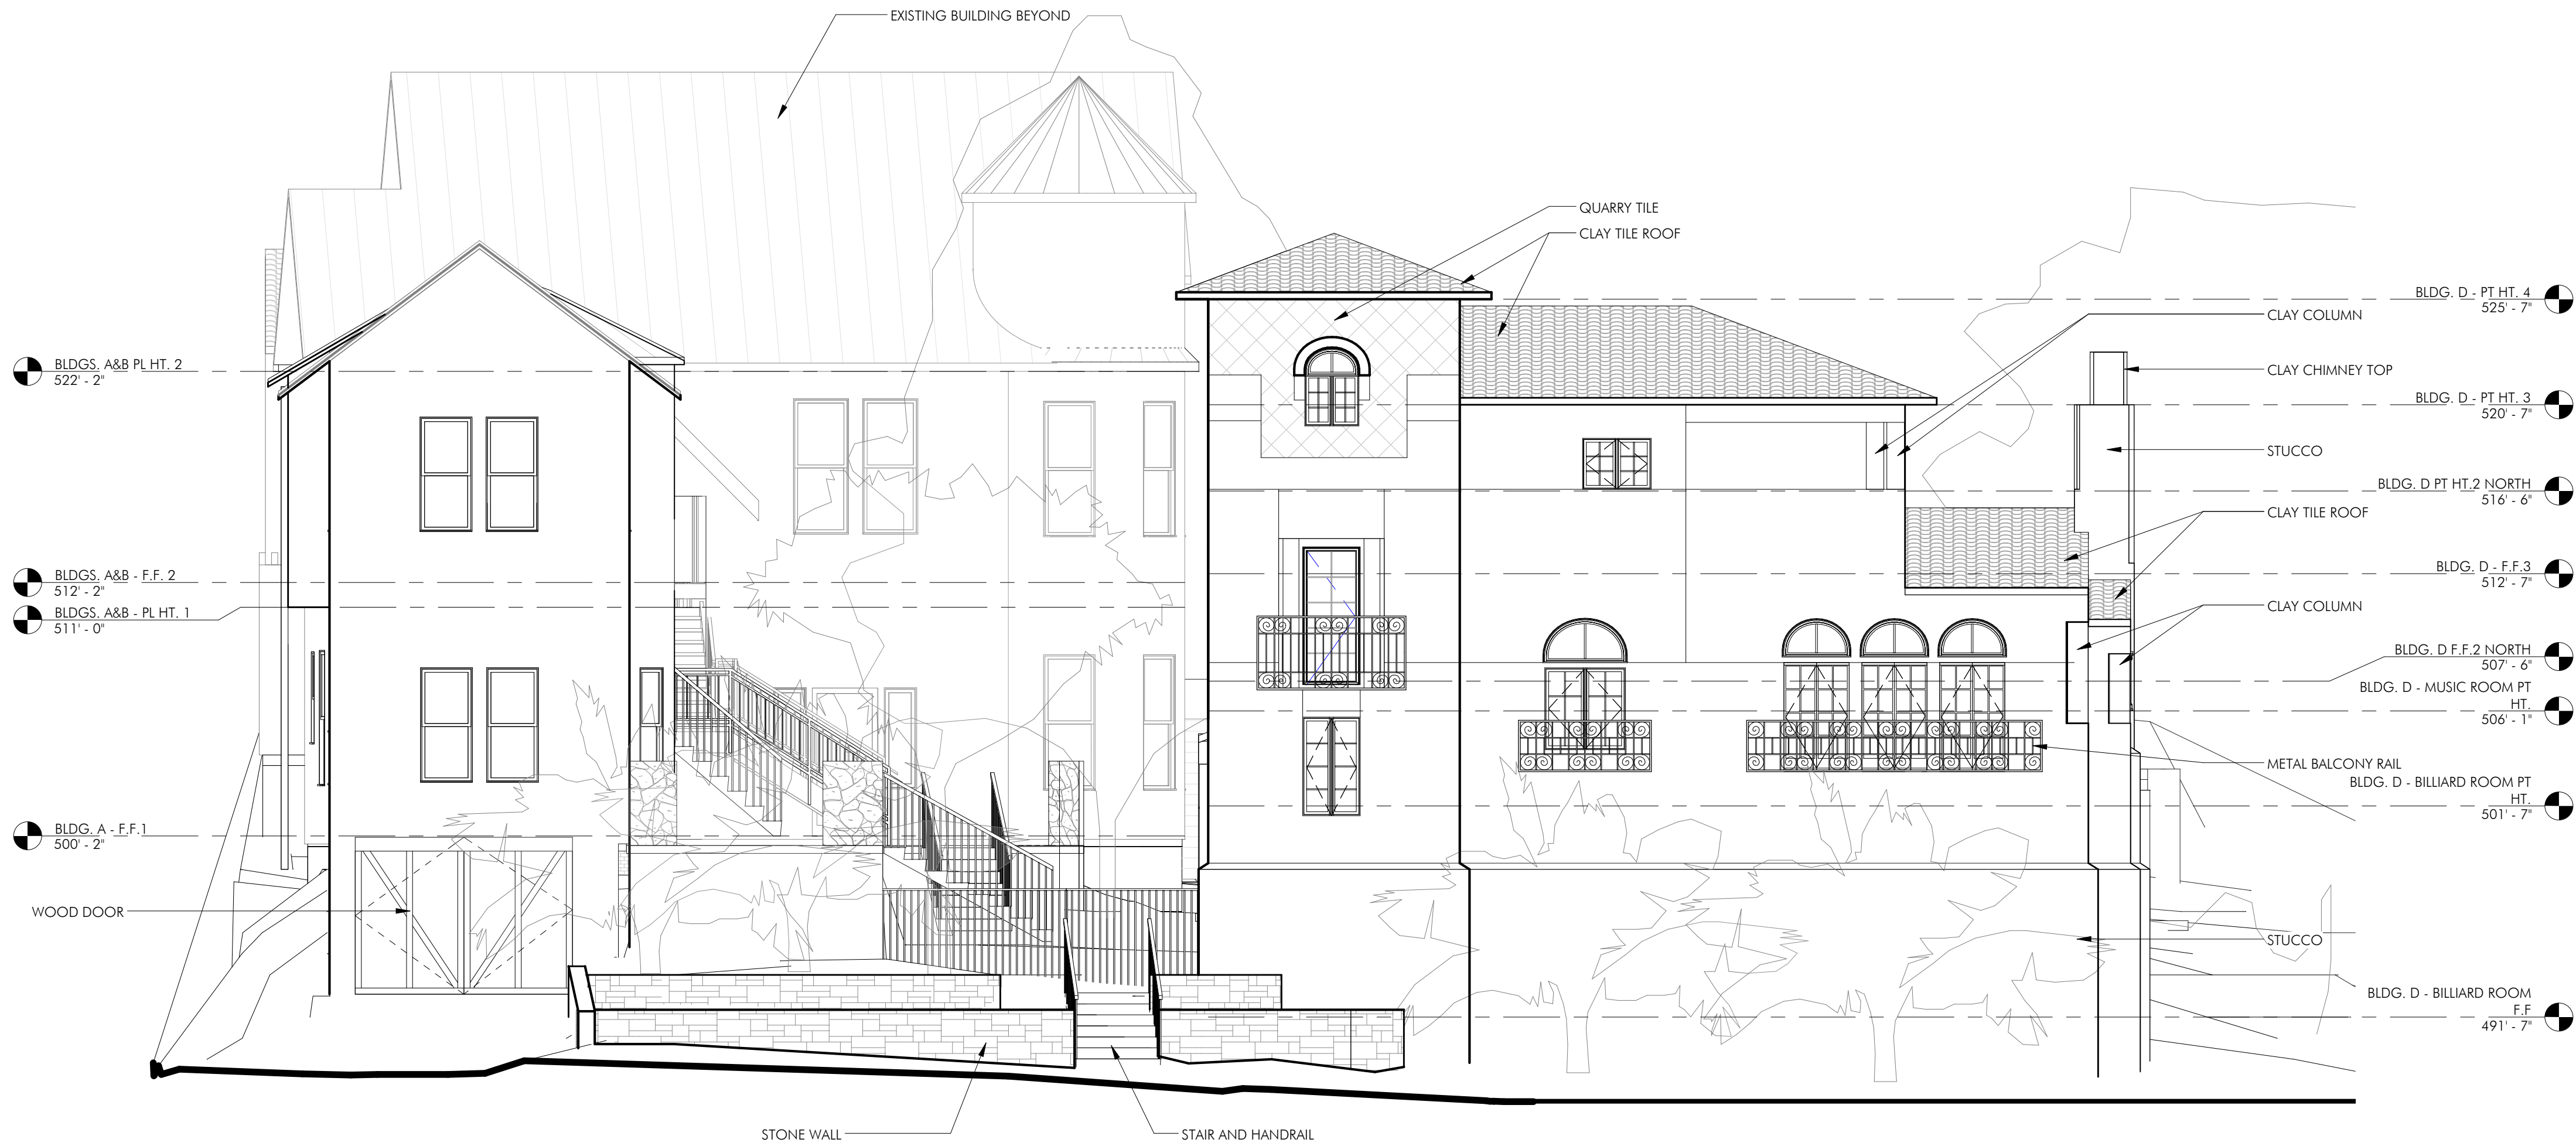 EXISTING BUILDING BEYOND
QUARRY TILE
CLAY TILE ROOF
BLDG. D - PT HT. 4
525' - 7"
CLAY COLUMN
BLDGS. A&B PL HT. 2
522' - 2"
CLAY CHIMNEY TOP
BLDG. D - PT HT. 3
520' - 7"
STUCCO
BLDG. D PT HT.2 NORTH
516' - 6"
CLAY TILE ROOF
BLDG. D - F.F.3
512' - 7"
BLDGS. A&B - F.F. 2
512' - 2"
BLDGS. A&B - PL HT. 1
511' - 0"
CLAY COLUMN
BLDG. D F.F.2 NORTH
507' - 6"
BLDG. D - MUSIC ROOM PT
HT.
506' - 1"
METAL BALCONY RAIL
BLDG. D - BILLIARD ROOM PT
HT.
501' - 7"
BLDG. A - F.F.1
500' - 2"
WOOD DOOR
STUCCO
BLDG. D - BILLIARD ROOM
F.F
491' - 7"
STONE WALL
STAIR AND HANDRAIL